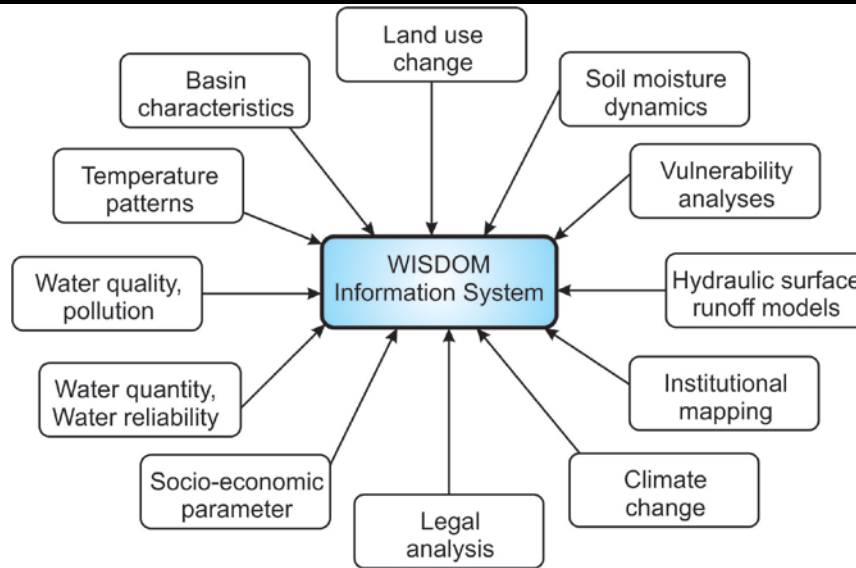 Land use
change
Basin
characteristics
Soil moisture
dynamics
Temperature
patterns
Vulnerability
analyses
WISDOM
Information System
Water quality,
pollution
Hydraulic surface
runoff models
Water quantity,
Water reliability
Institutional
mapping
Socio-economic
parameter
Climate
change
Legal
analysis